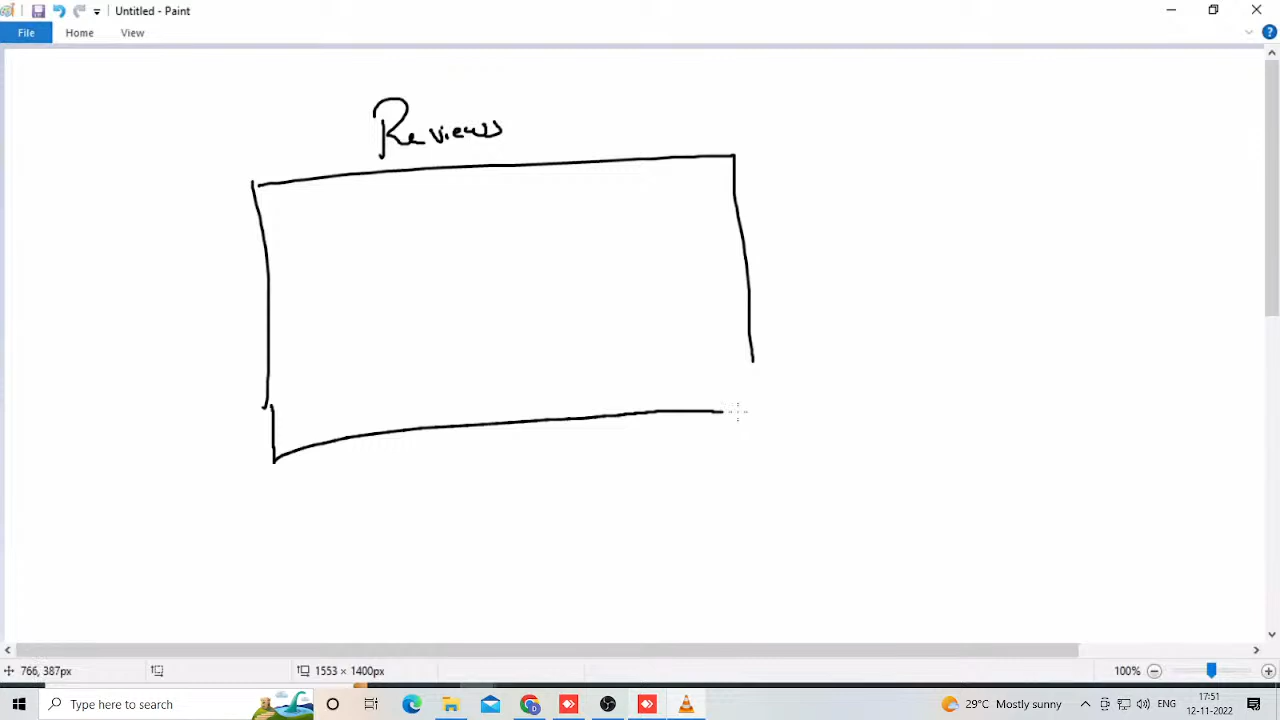 Untitled - Paint
File Home View
Reviews
766, 387px
1553 × 1400px
100%
Type here to search
29°C Mostly sunny
ENG
17:51
12-11-2022